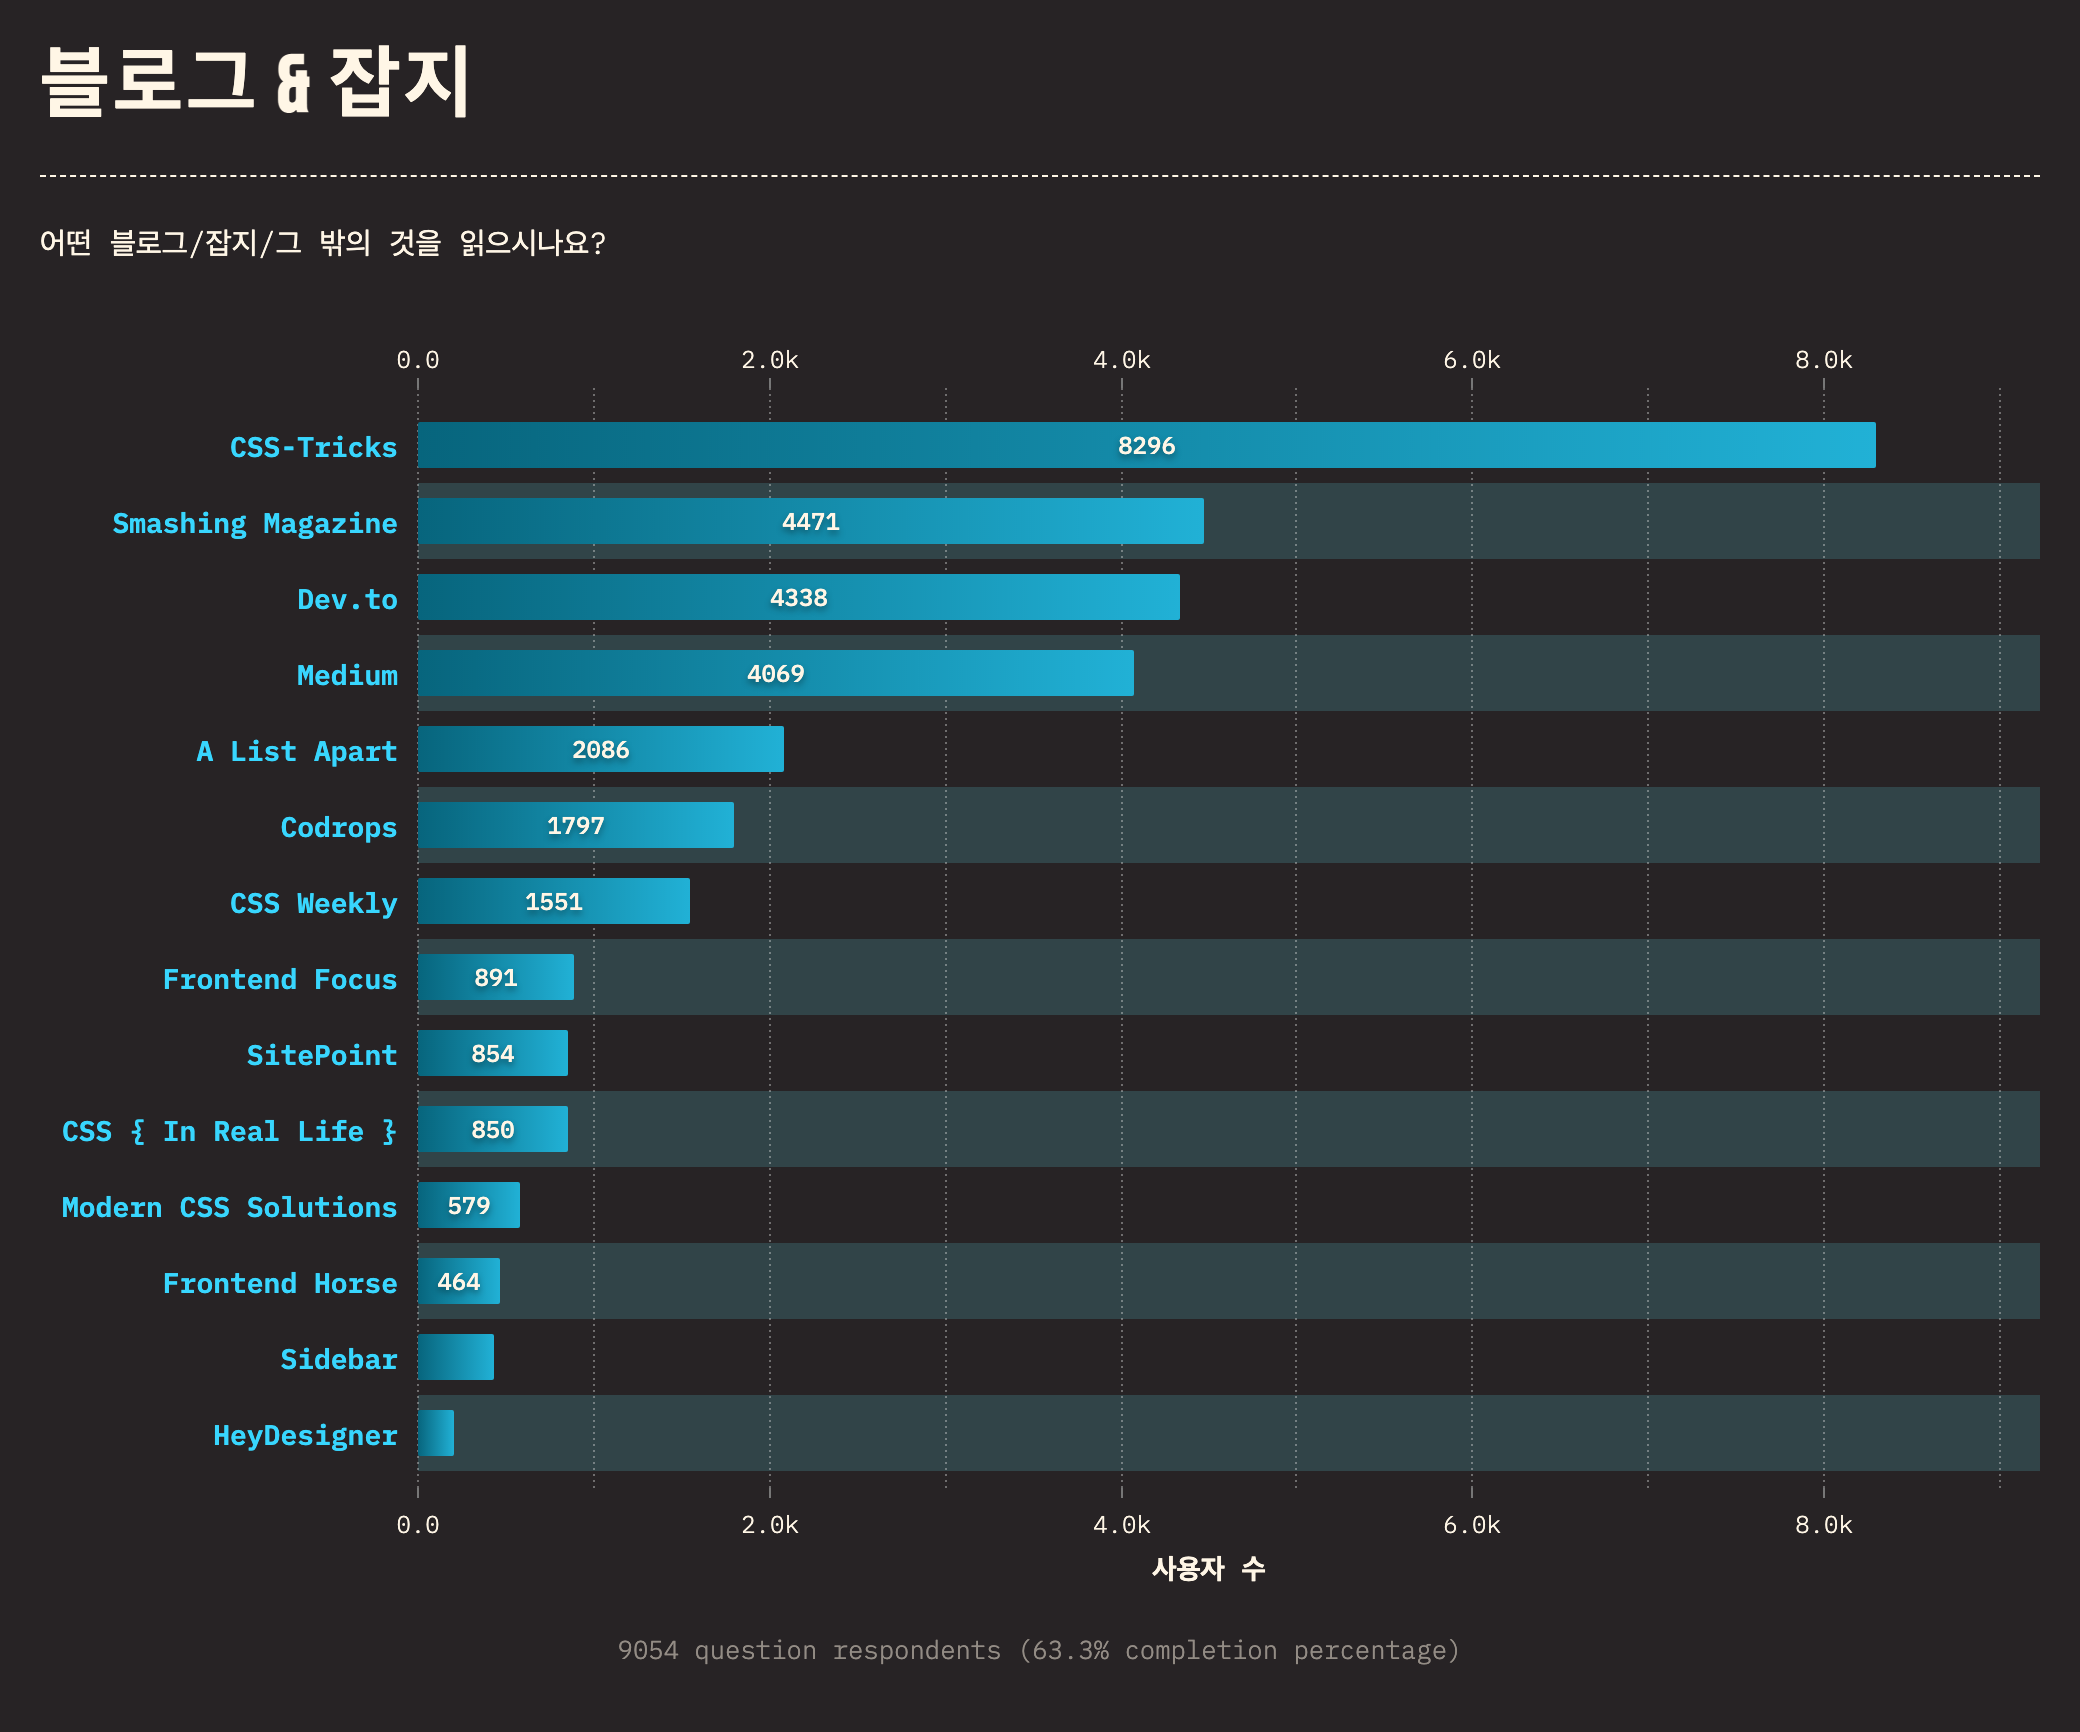 블로그 & 잡지
어떤 블로그/잡지/그 밖의 것을 읽으시나요?
0.0 2.0k 4.0k 6.0k 8.0k
CSS-Tricks 8296
Smashing Magazine 4471
Dev.to 4338
Medium 4069
A List Apart 2086
Codrops 1797
CSS Weekly 1551
Frontend Focus 891
SitePoint 854
CSS { In Real Life } 850
Modern CSS Solutions 579
Frontend Horse 464
Sidebar
HeyDesigner
0.0 2.0k 4.0k 6.0k 8.0k
사용자 수
9054 question respondents (63.3% completion percentage)